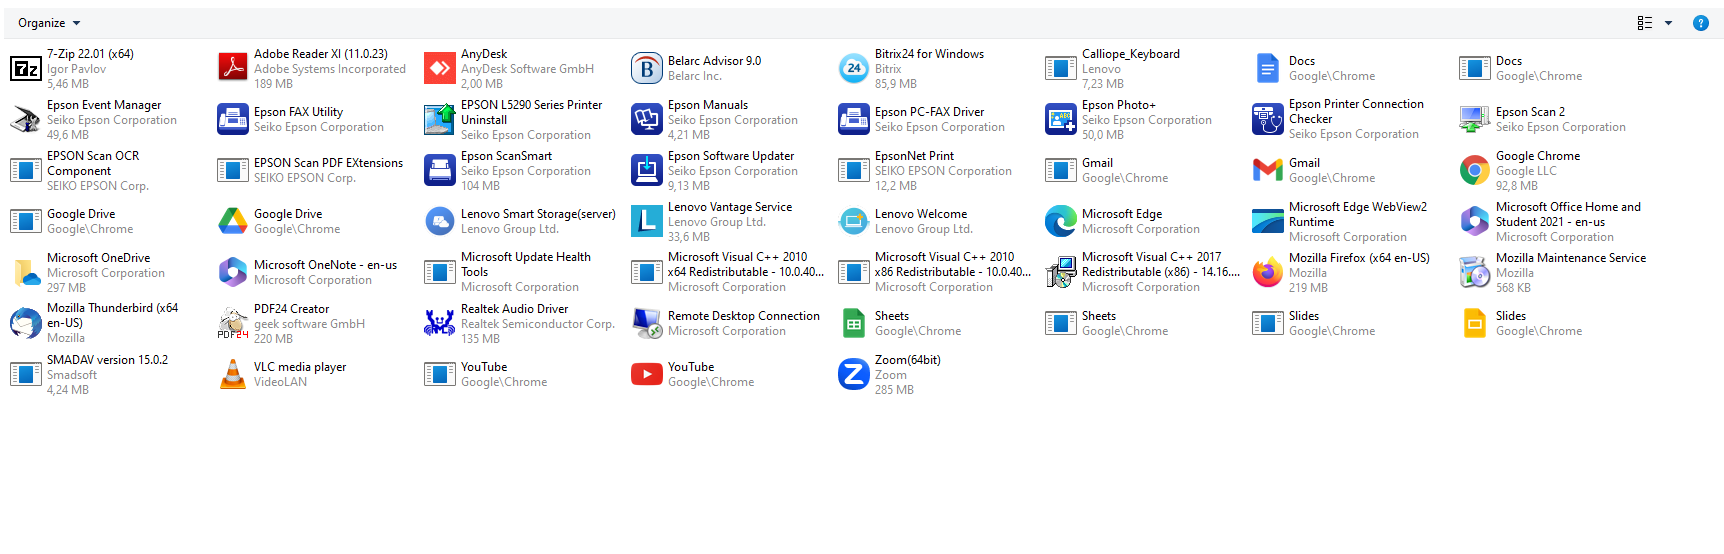 Organize
7-Zip 22.01 (x64)
Igor Pavlov
5,46 MB
Adobe Reader XI (11.0.23)
Adobe Systems Incorporated
189 MB
AnyDesk
AnyDesk Software GmbH
2,00 MB
Belarc Advisor 9.0
Belarc Inc.
Bitrix24 for Windows
Bitrix
85,9 MB
Calliope_Keyboard
Lenovo
7,23 MB
Docs
Google\Chrome
Docs
Google\Chrome
Epson Event Manager
Seiko Epson Corporation
49,6 MB
Epson FAX Utility
Seiko Epson Corporation
EPSON L5290 Series Printer
Uninstall
Seiko Epson Corporation
Epson Manuals
Seiko Epson Corporation
4,21 MB
Epson PC-FAX Driver
Seiko Epson Corporation
Epson Photo+
Seiko Epson Corporation
50,0 MB
Epson Printer Connection
Checker
Seiko Epson Corporation
Epson Scan 2
Seiko Epson Corporation
EPSON Scan OCR
Component
SEIKO EPSON Corp.
EPSON Scan PDF EXtensions
SEIKO EPSON Corp.
Epson ScanSmart
Seiko Epson Corporation
104 MB
Epson Software Updater
Seiko Epson Corporation
9,13 MB
EpsonNet Print
SEIKO EPSON Corporation
12,2 MB
Gmail
Google\Chrome
Gmail
Google\Chrome
Google Chrome
Google LLC
92,8 MB
Google Drive
Google\Chrome
Google Drive
Google\Chrome
Lenovo Smart Storage(server)
Lenovo Group Ltd.
Lenovo Vantage Service
Lenovo Group Ltd.
33,6 MB
Lenovo Welcome
Lenovo Group Ltd.
Microsoft Edge
Microsoft Corporation
Microsoft Edge WebView2
Runtime
Microsoft Corporation
Microsoft Office Home and
Student 2021 - en-us
Microsoft Corporation
Microsoft OneDrive
Microsoft Corporation
297 MB
Microsoft OneNote - en-us
Microsoft Corporation
Microsoft Update Health
Tools
Microsoft Corporation
Microsoft Visual C++ 2010
x64 Redistributable - 10.0.40...
Microsoft Corporation
Microsoft Visual C++ 2010
x86 Redistributable - 10.0.40...
Microsoft Corporation
Microsoft Visual C++ 2017
Redistributable (x86) - 14.16....
Microsoft Corporation
Mozilla Firefox (x64 en-US)
Mozilla
219 MB
Mozilla Maintenance Service
Mozilla
568 KB
Mozilla Thunderbird (x64
en-US)
Mozilla
PDF24 Creator
geek software GmbH
220 MB
Realtek Audio Driver
Realtek Semiconductor Corp.
135 MB
Remote Desktop Connection
Microsoft Corporation
Sheets
Google\Chrome
Sheets
Google\Chrome
Slides
Google\Chrome
Slides
Google\Chrome
SMADAV version 15.0.2
Smadsoft
4,24 MB
VLC media player
VideoLAN
YouTube
Google\Chrome
YouTube
Google\Chrome
Zoom(64bit)
Zoom
285 MB